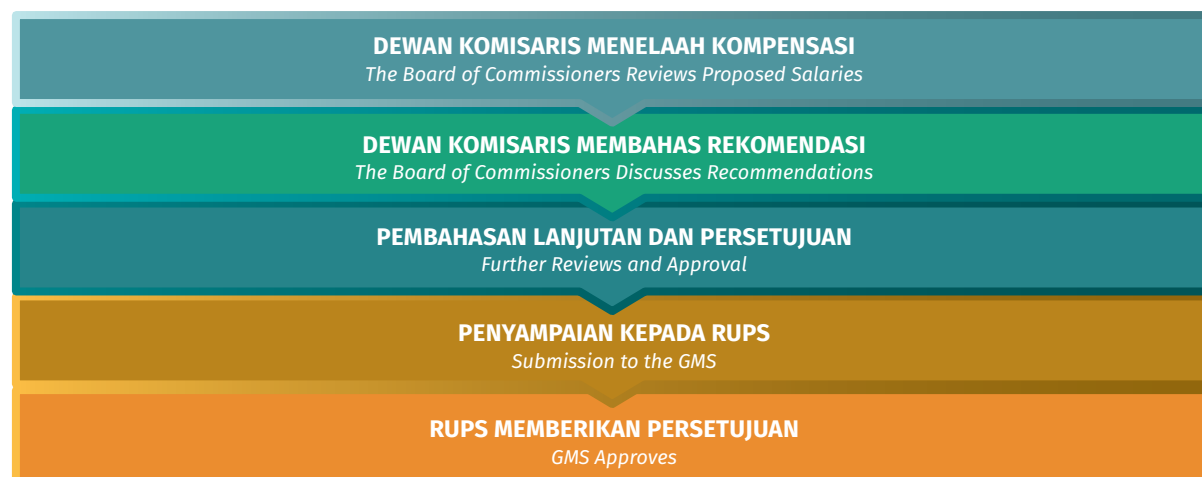 DEWAN KOMISARIS MENELAAH KOMPENSASI
The Board of Commissioners Reviews Proposed Salaries
DEWAN KOMISARIS MEMBAHAS REKOMENDASI
The Board of Commissioners Discusses Recommendations
PEMBAHASAN LANJUTAN DAN PERSETUJUAN
Further Reviews and Approval
PENYAMPAIAN KEPADA RUPS
Submission to the GMS
RUPS MEMBERIKAN PERSETUJUAN
GMS Approves